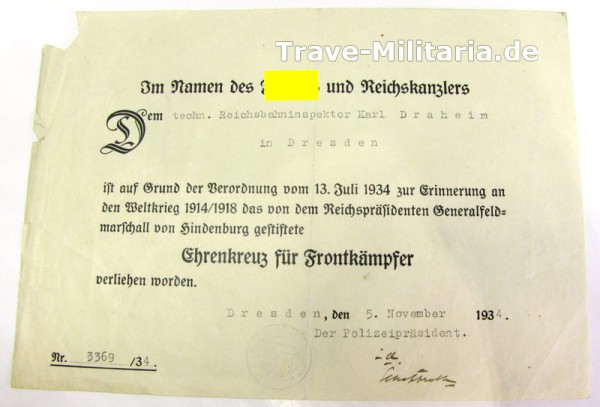 Trave-Militaria.de
Im Namen des und Reichskanzlers
Dem techn. Reichsbahninspektor Karl Draheim
in Dresden
ist auf Grund der Verordnung vom 13. Juli 1934 zur Erinnerung an
den Weltkrieg 1914/1918 das von dem Reichspräsidenten Generalfeld-
marschall von Hindenburg gestiftete
Ehrenkreuz für Frontkämpfer
verliehen worden.
Dresden, den 5. November 1934.
Der Polizeipräsident.
Nr. 3369 /34.